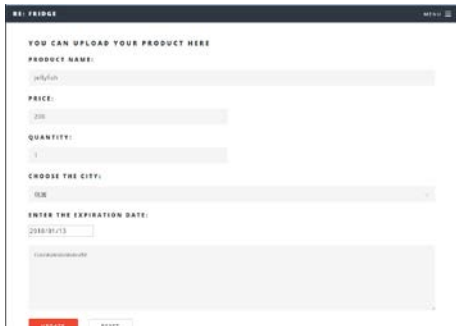 RE: FRIDGE
MENU
YOU CAN UPLOAD YOUR PRODUCT HERE
PRODUCT NAME:
jellyfish
PRICE:
200
QUANTITY:
1
CHOOSE THE CITY:
ENTER THE EXPIRATION DATE:
2018/01/13
UPDATE RESET